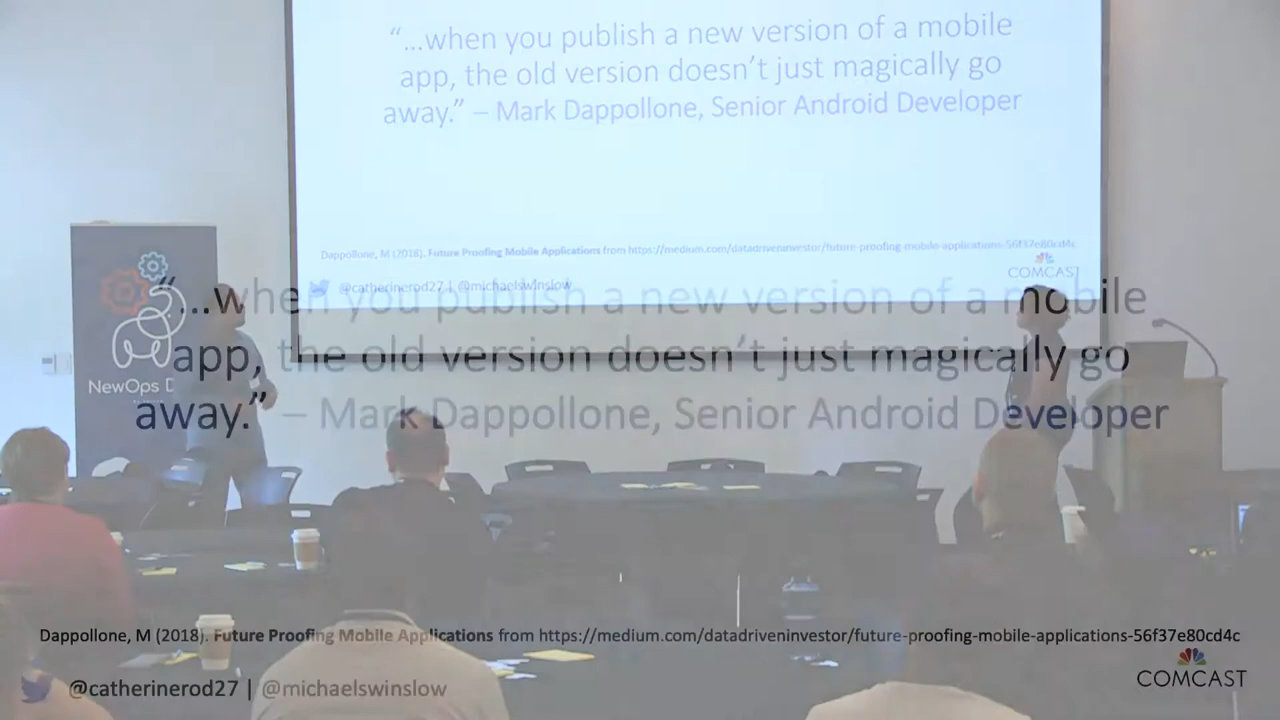 “...when you publish a new version of a mobile
app, the old version doesn’t just magically go
away.” – Mark Dappollone, Senior Android Developer
Dappollone, M (2018). Future Proofing Mobile Applications from https://medium.com/datadriveninvestor/future-proofing-mobile-applications-56f37e80cd4c
COMCAST
@catherinerod27 | @michaelswinslow
NewOps D
“...when you publish a new version of a mobile
app, the old version doesn’t just magically go
away.” – Mark Dappollone, Senior Android Developer
Dappollone, M (2018). Future Proofing Mobile Applications from https://medium.com/datadriveninvestor/future-proofing-mobile-applications-56f37e80cd4c
@catherinerod27 | @michaelswinslow
COMCAST